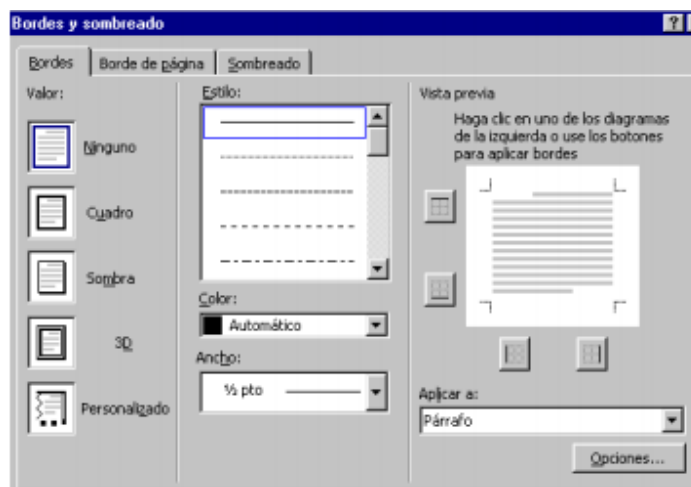 Bordes y sombreado
?
Bordes
Borde de página
Sombreado
Valor:
Ninguno
Cuadro
Sombra
3D
Personalizado
Estilo:
Color:
Automático
Ancho:
½ pto
Vista previa
Haga clic en uno de los diagramas
de la izquierda o use los botones
para aplicar bordes
Aplicar a:
Párrafo
Opciones...